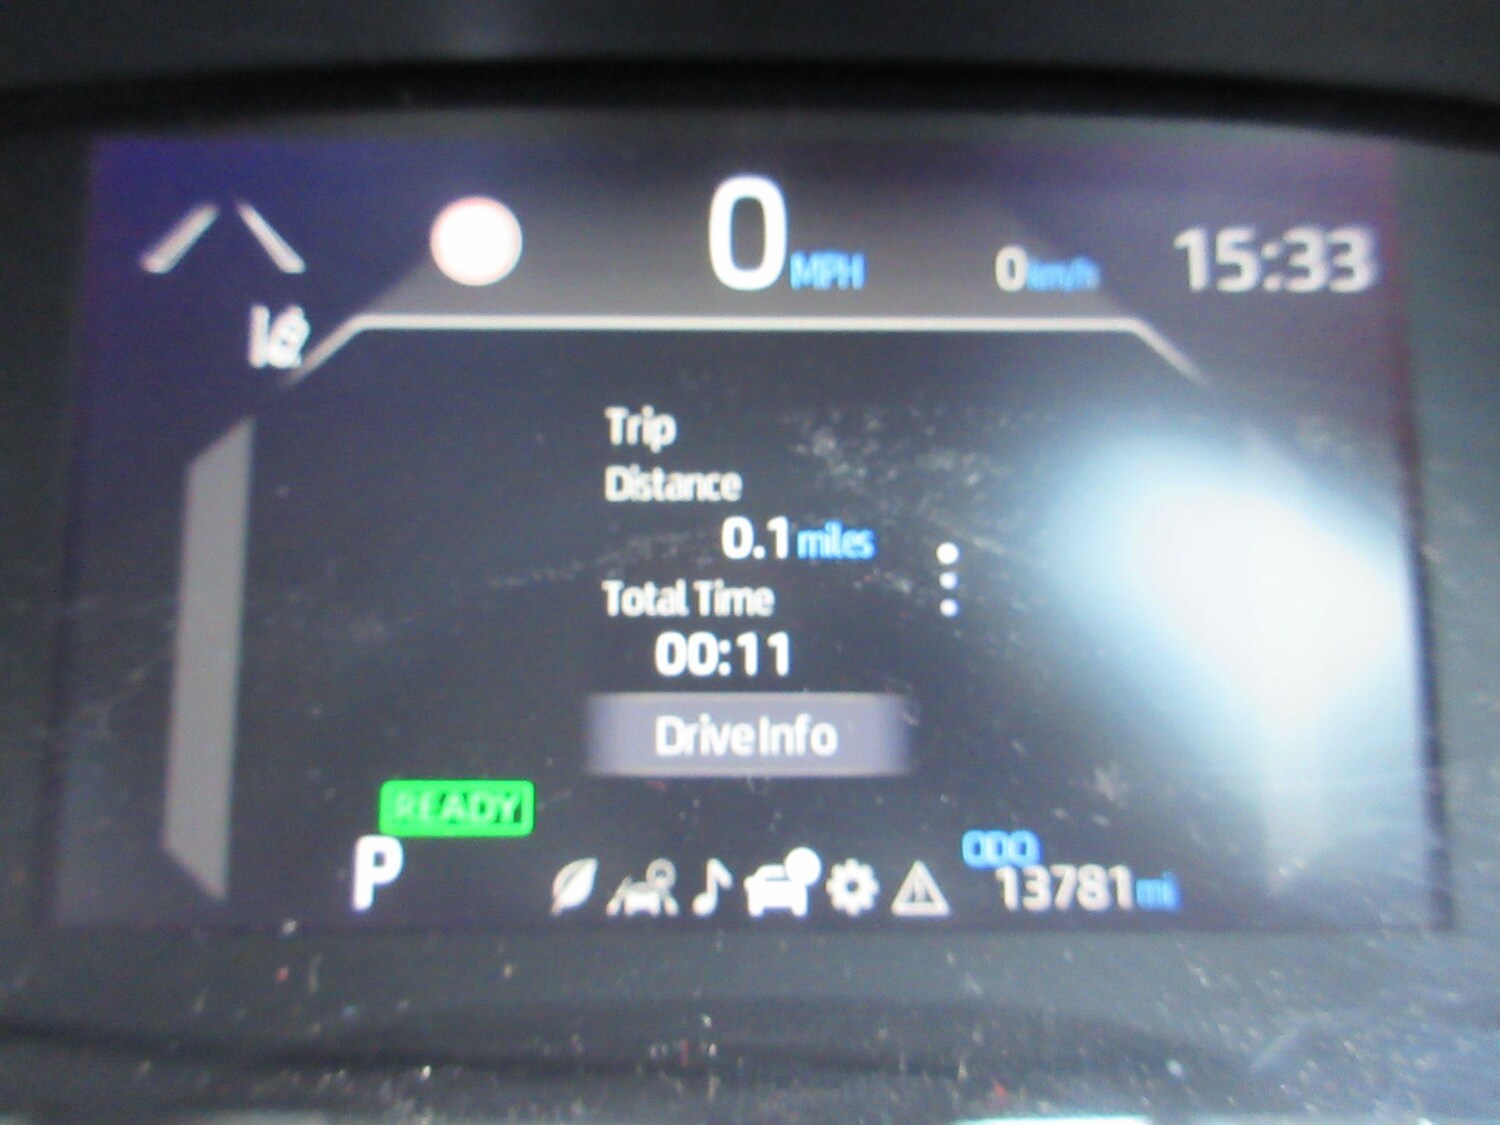 0 MPH
0 km/h
15:33
Trip
Distance
0.1 miles
Total Time
00:11
Drive Info
READY
P
ODO
13781 mi